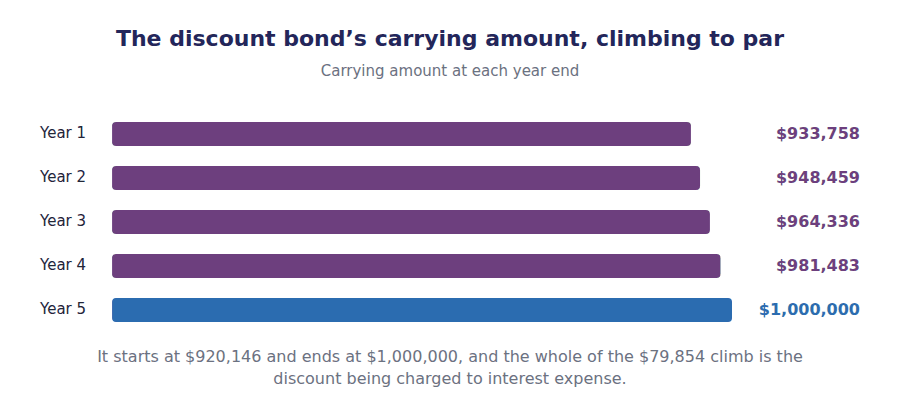 The discount bond’s carrying amount, climbing to par
Carrying amount at each year end
Year 1 $933,758
Year 2 $948,459
Year 3 $964,336
Year 4 $981,483
Year 5 $1,000,000
It starts at $920,146 and ends at $1,000,000, and the whole of the $79,854 climb is the
discount being charged to interest expense.